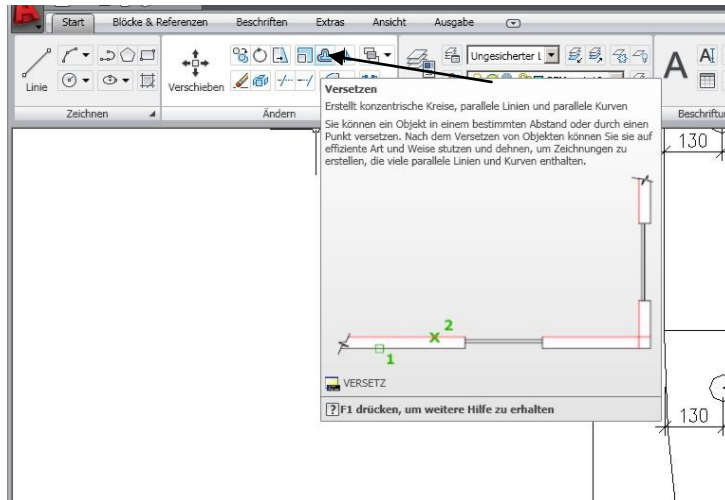 Start Blöcke & Referenzen Beschriften Extras Ansicht Ausgabe
Linie Verschieben Ungesicherter L A
Zeichnen Ändern Beschriftu
Versetzen
Erstellt konzentrische Kreise, parallele Linien und parallele Kurven
Sie können ein Objekt in einem bestimmten Abstand oder durch einen
Punkt versetzen. Nach dem Versetzen von Objekten können Sie sie auf
effiziente Art und Weise stutzen und dehnen, um Zeichnungen zu
erstellen, die viele parallele Linien und Kurven enthalten.
130
2
1
VERSETZ
F1 drücken, um weitere Hilfe zu erhalten
130